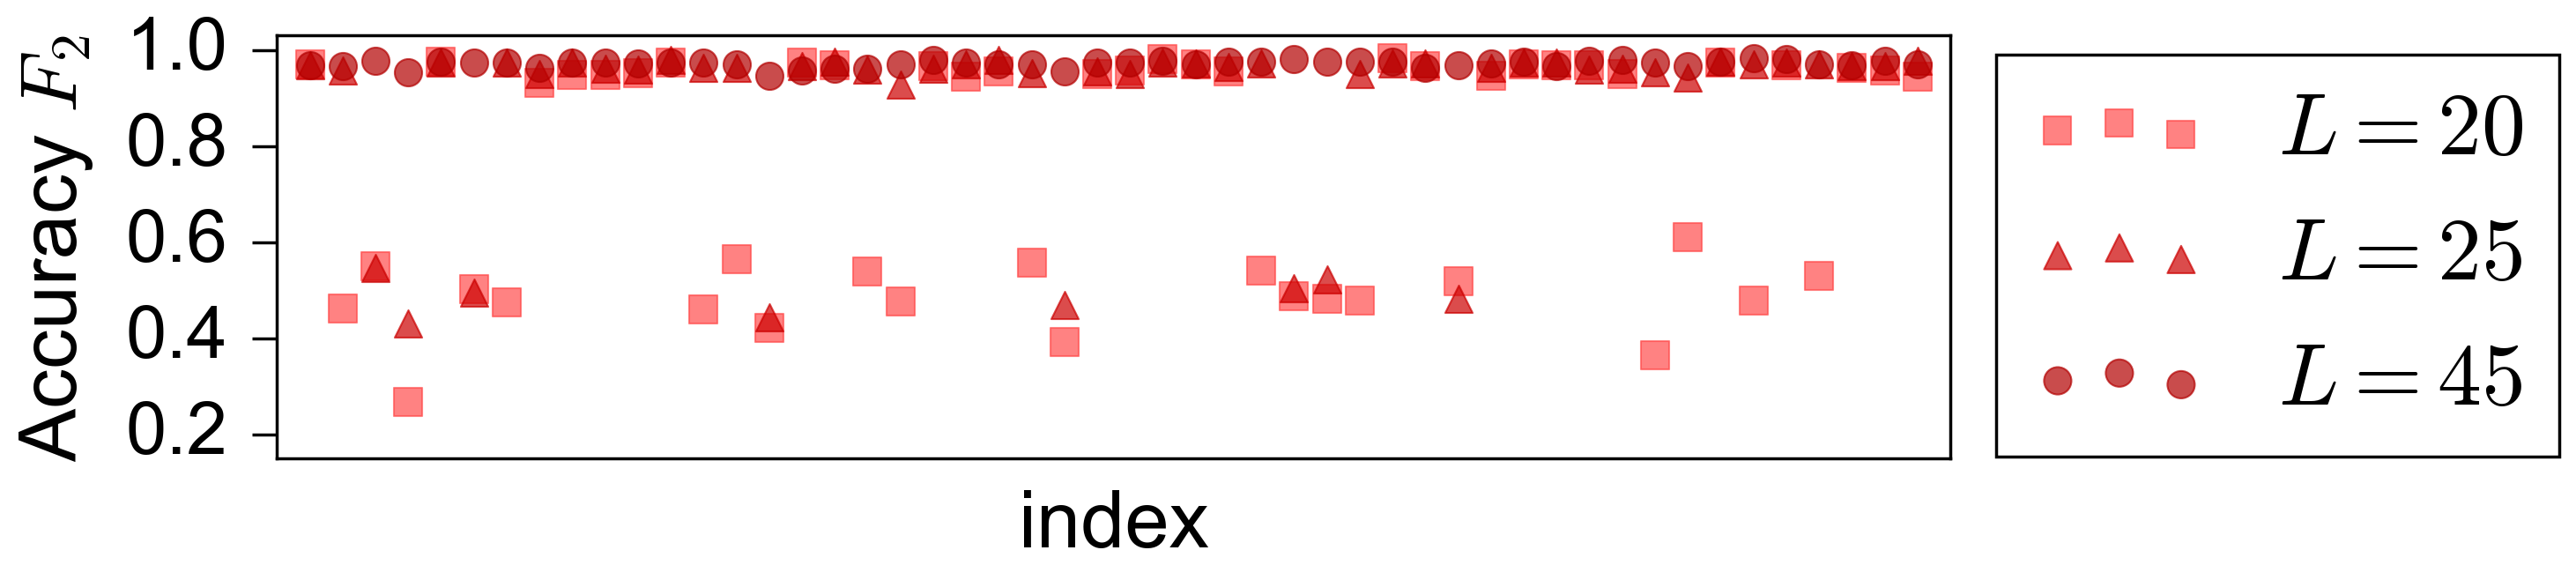 Accuracy F₂
1.0
0.8
0.6
0.4
0.2
index
L = 20
L = 25
L = 45